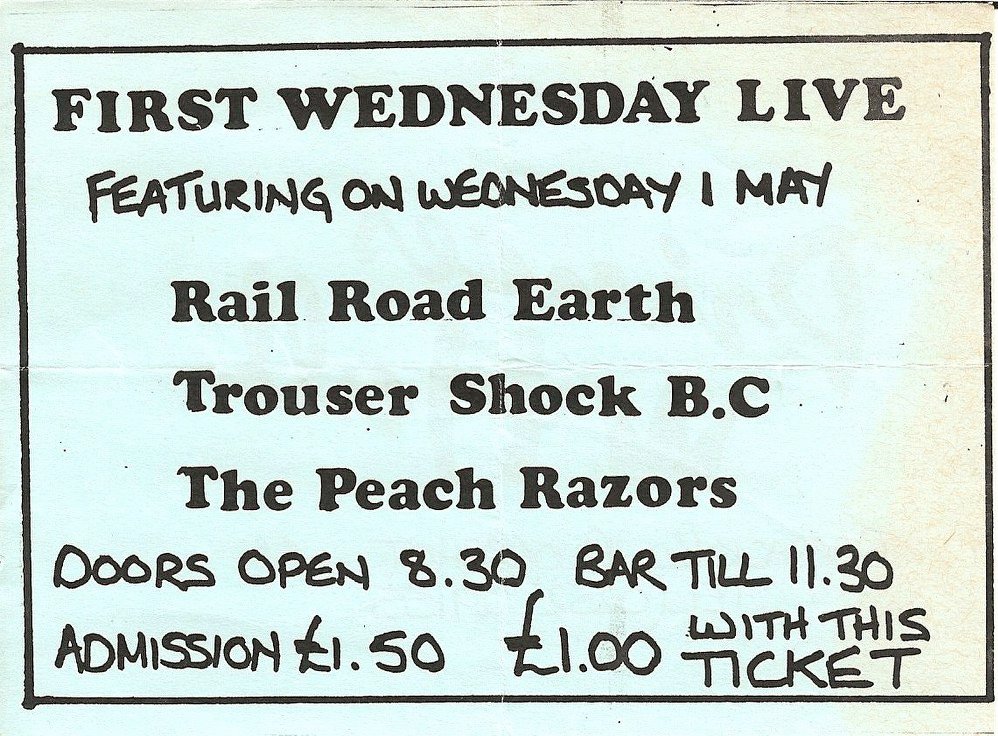 FIRST WEDNESDAY LIVE
FEATURING ON WEDNESDAY 1 MAY
Rail Road Earth
Trouser Shock B.C
The Peach Razors
DOORS OPEN 8.30 BAR TILL 11.30
ADMISSION £1.50 £1.00 WITH THIS
TICKET